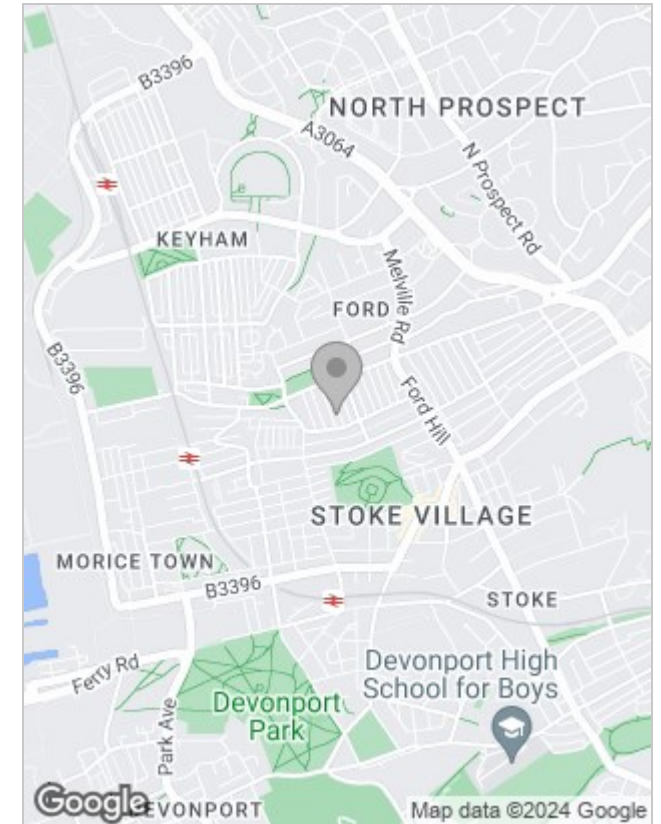 B3396
NORTH PROSPECT
A3064
N Prospect Rd
KEYHAM
Melville Rd
FORD
B3396
Ford Hill
STOKE VILLAGE
MORICE TOWN
B3396
STOKE
Ferry Rd
Devonport High
School for Boys
Devonport
Park
Park Ave
Google
EVONPORT
Map data ©2024 Google